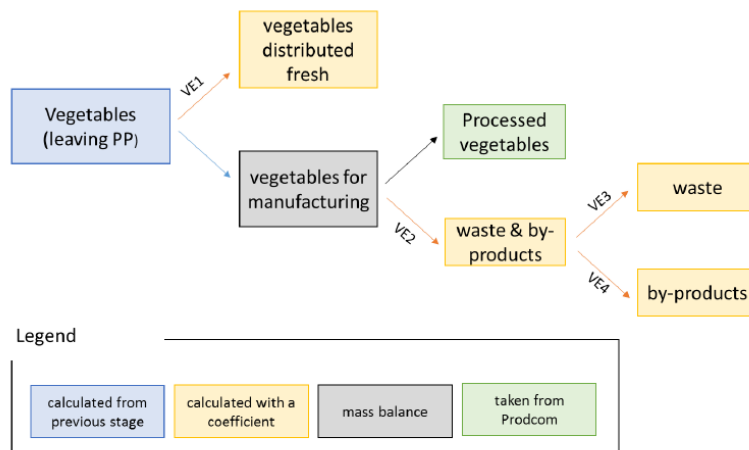 vegetables
distributed
fresh
VE1
Vegetables
(leaving PP)
Processed
vegetables
vegetables for
manufacturing
VE2
waste & by-
products
VE3
waste
VE4
by-products
Legend
calculated from
previous stage
calculated with a
coefficient
mass balance
taken from
Prodcom